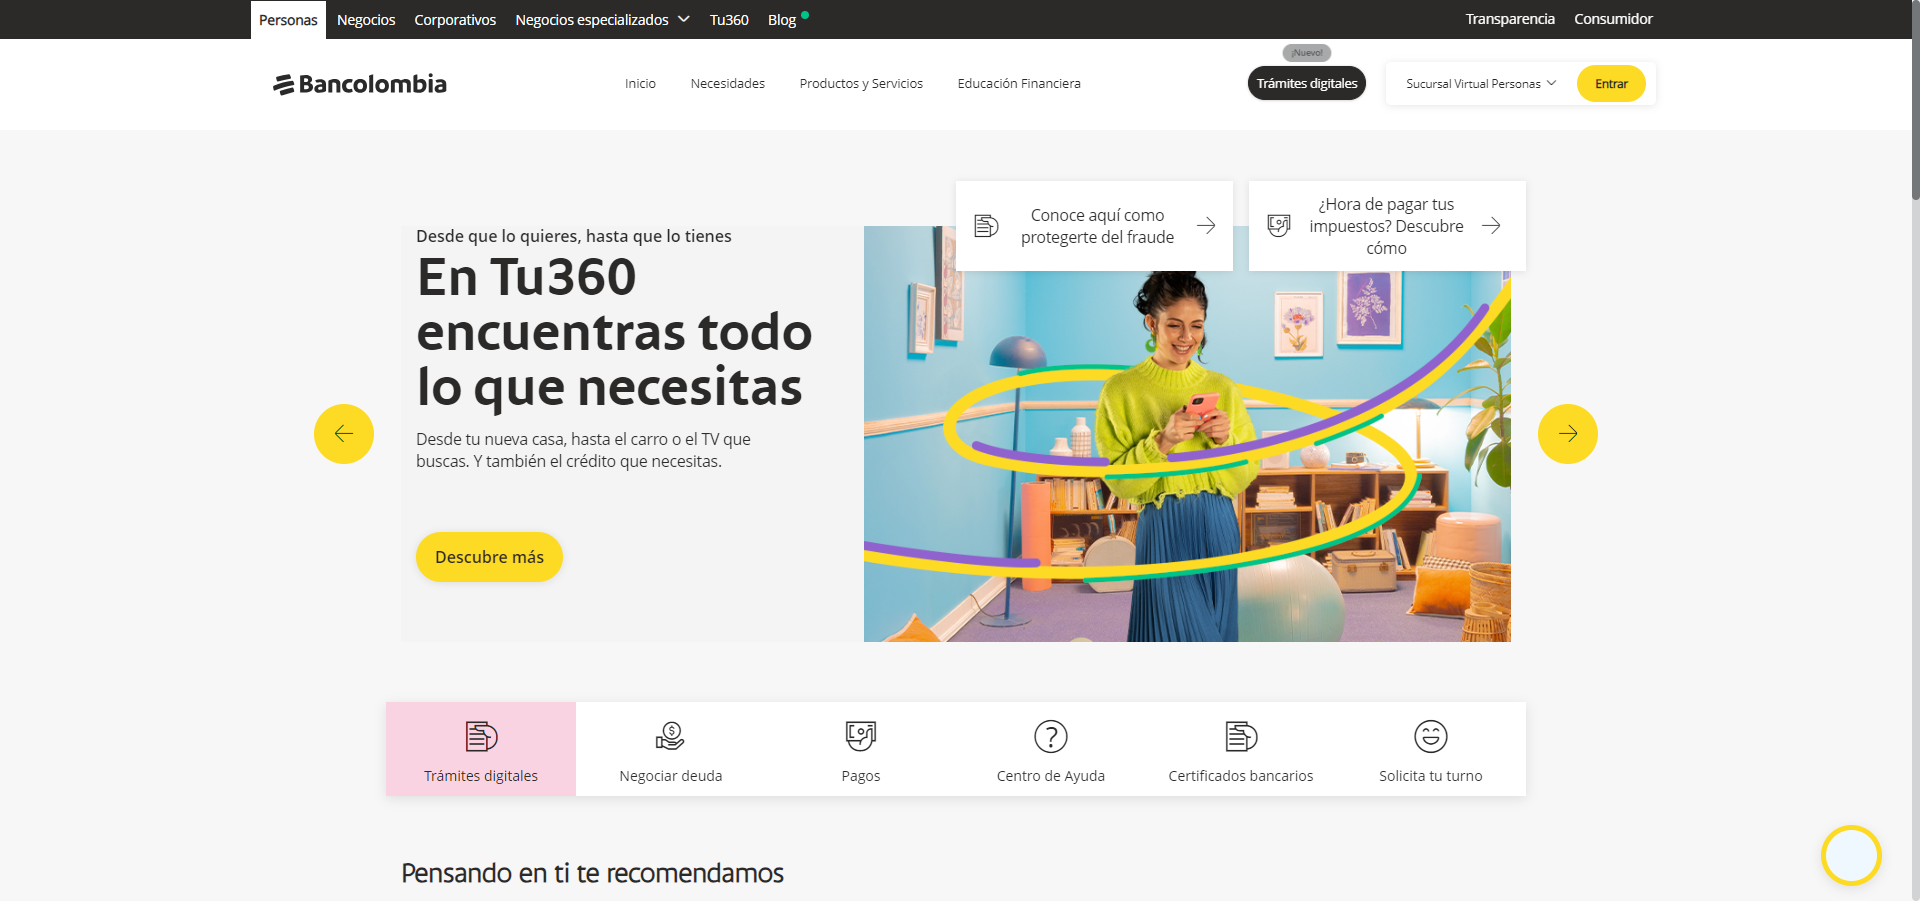 Personas
Negocios
Corporativos
Negocios especializados
Tu360
Blog
Transparencia
Consumidor
Bancolombia
Inicio
Necesidades
Productos y Servicios
Educación Financiera
¡Nuevo!
Trámites digitales
Sucursal Virtual Personas
Entrar
Conoce aquí como
protegerte del fraude
¿Hora de pagar tus
impuestos? Descubre
cómo
Desde que lo quieres, hasta que lo tienes
En Tu360
encuentras todo
lo que necesitas
Desde tu nueva casa, hasta el carro o el TV que
buscas. Y también el crédito que necesitas.
Descubre más
Trámites digitales
Negociar deuda
Pagos
Centro de Ayuda
Certificados bancarios
Solicita tu turno
Pensando en ti te recomendamos